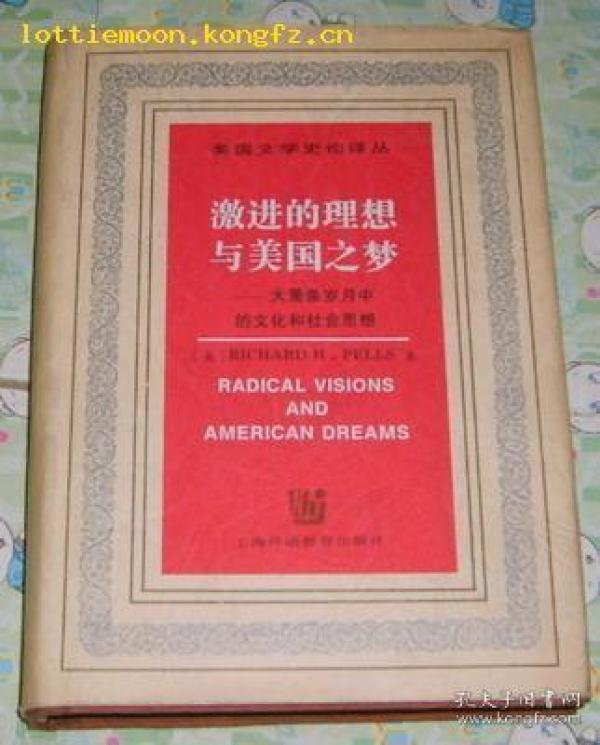 lottiemoon.kongfz.cn
美国文学史论译丛
激进的理想
与美国之梦
——大萧条岁月中
的文化和社会思想
〔美〕RICHARD H. PELLS 著
RADICAL VISIONS
AND
AMERICAN DREAMS
上海外语教育出版社
孔夫子旧书网
www.kongfz.com